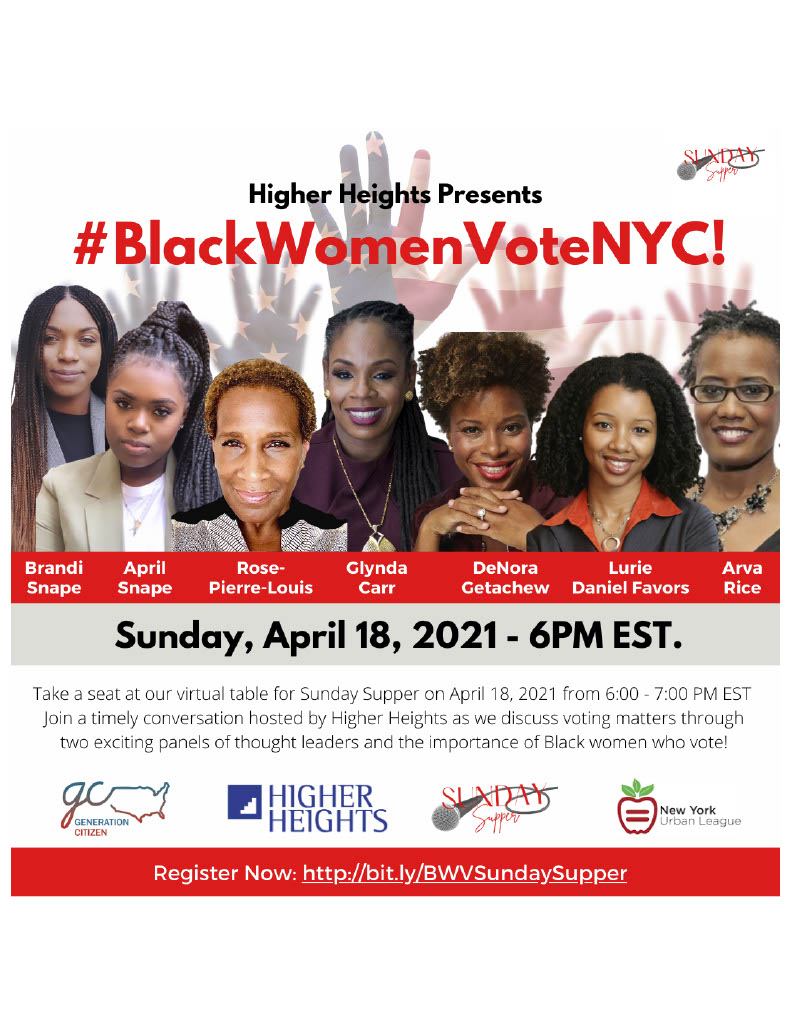 SUNDAY
Supper
Higher Heights Presents
#BlackWomenVoteNYC!
Brandi
Snape
April
Snape
Rose-
Pierre-Louis
Glynda
Carr
DeNora
Getachew
Lurie
Daniel Favors
Arva
Rice
Sunday, April 18, 2021 - 6PM EST.
Take a seat at our virtual table for Sunday Supper on April 18, 2021 from 6:00 - 7:00 PM EST
Join a timely conversation hosted by Higher Heights as we discuss voting matters through
two exciting panels of thought leaders and the importance of Black women who vote!
gc
GENERATION
CITIZEN
HIGHER
HEIGHTS
SUNDAY
Supper
New York
Urban League
Register Now: http://bit.ly/BWVSundaySupper